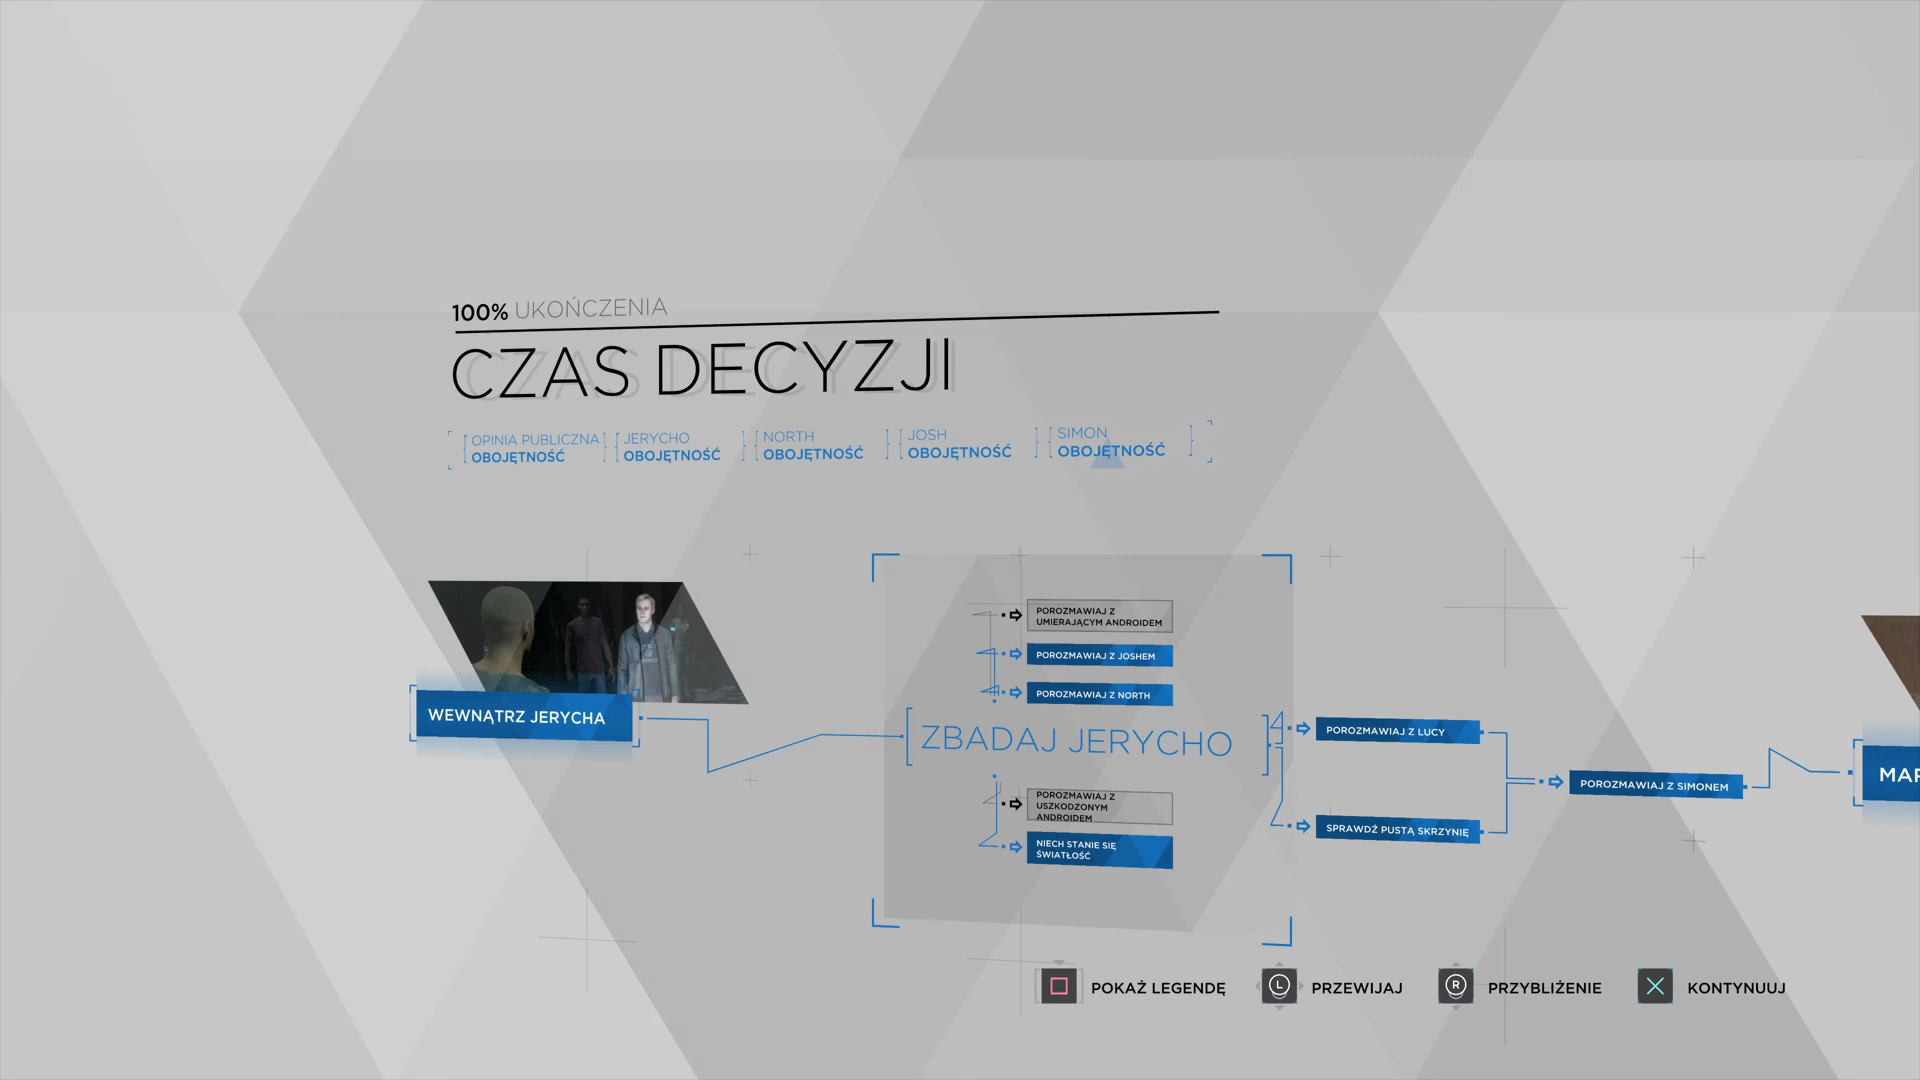 100% UKOŃCZENIA
CZAS DECYZJI
OPINIA PUBLICZNA
OBOJĘTNOŚĆ
JERYCHO
OBOJĘTNOŚĆ
NORTH
OBOJĘTNOŚĆ
JOSH
OBOJĘTNOŚĆ
SIMON
OBOJĘTNOŚĆ
WEWNĄTRZ JERYCHA
POROZMAWIAJ Z
UMIERAJĄCYM ANDROIDEM
POROZMAWIAJ Z JOSHEM
POROZMAWIAJ Z NORTH
ZBADAJ JERYCHO
POROZMAWIAJ Z
USZKODZONYM
ANDROIDEM
NIECH STANIE SIĘ
ŚWIATŁOŚĆ
POROZMAWIAJ Z LUCY
SPRAWDŹ PUSTĄ SKRZYNIĘ
POROZMAWIAJ Z SIMONEM
POKAŻ LEGENDĘ
L
PRZEWIJAJ
R
PRZYBLIŻENIE
KONTYNUUJ